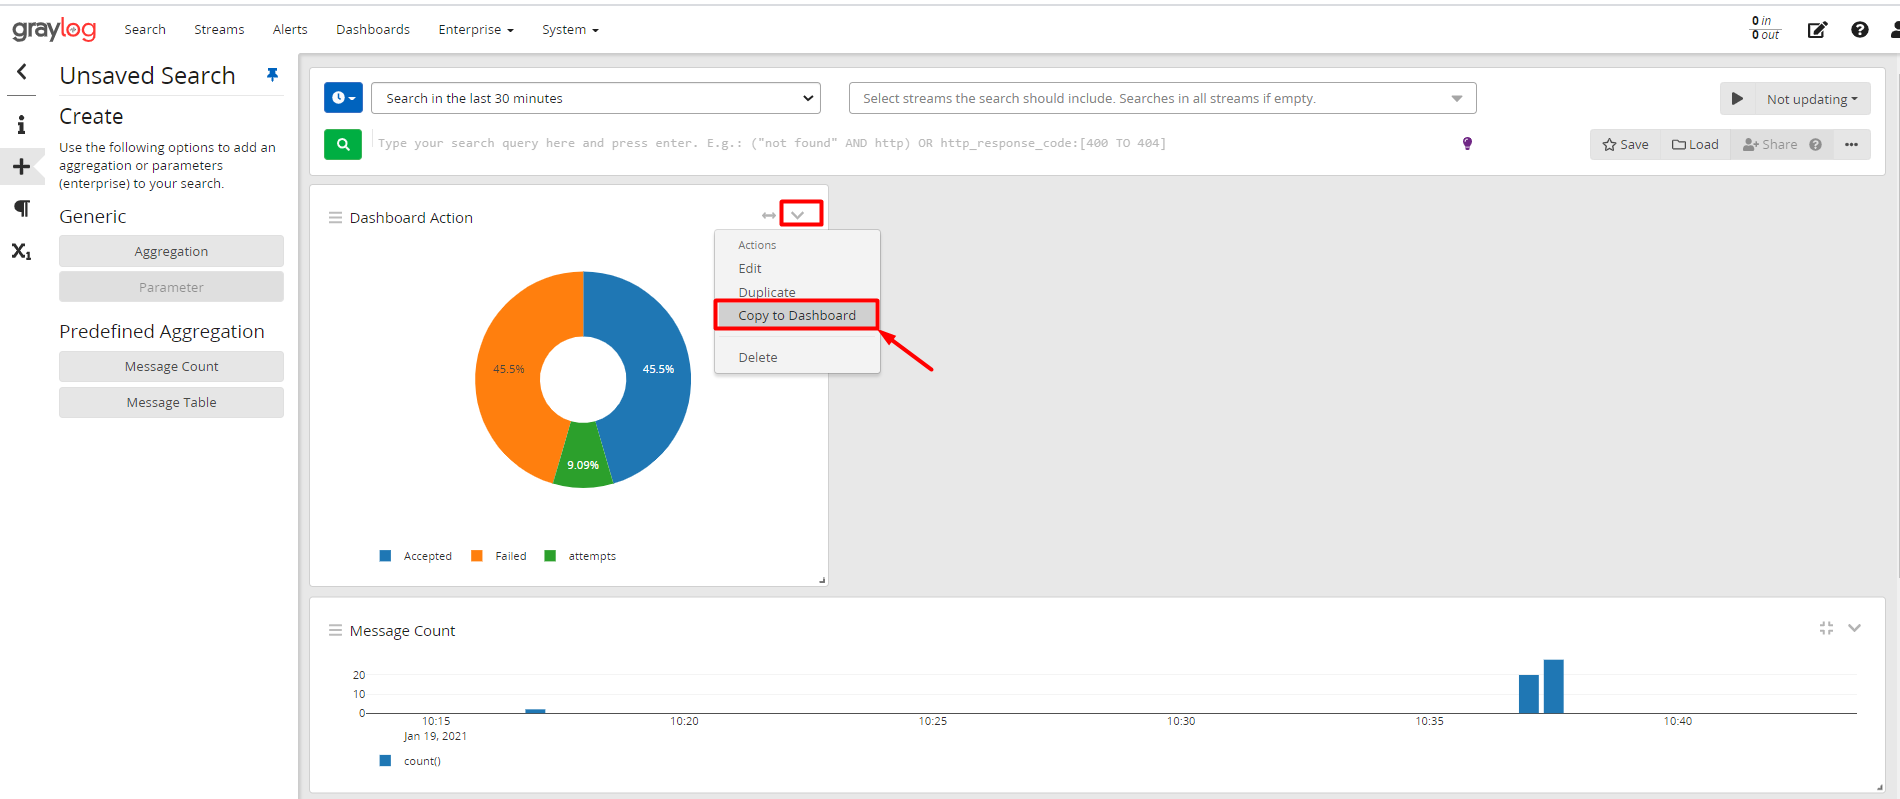 graylog
Search
Streams
Alerts
Dashboards
Enterprise
System
0 in
0 out
Unsaved Search
Create
Use the following options to add an
aggregation or parameters
(enterprise) to your search.
Generic
Aggregation
Parameter
Predefined Aggregation
Message Count
Message Table
X1
Search in the last 30 minutes
Select streams the search should include. Searches in all streams if empty.
Not updating
Type your search query here and press enter. E.g.: ("not found" AND http) OR http_response_code:[400 TO 404]
Save
Load
Share
Dashboard Action
Actions
Edit
Duplicate
Copy to Dashboard
Delete
45.5%
45.5%
9.09%
Accepted
Failed
attempts
Message Count
20
10
0
10:15
10:20
10:25
10:30
10:35
10:40
Jan 19, 2021
count()